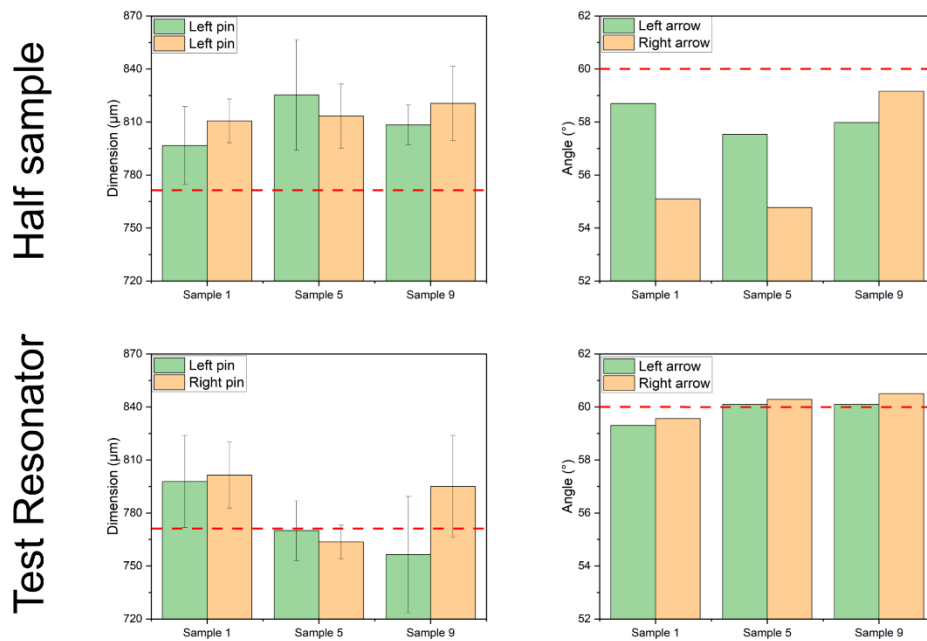 Half sample
870
840
810
780
750
720
Dimension (µm)
Left pin
Left pin
Sample 1
Sample 5
Sample 9
62
60
58
56
54
52
Angle (°)
Left arrow
Right arrow
Sample 1
Sample 5
Sample 9
Test Resonator
870
840
810
780
750
720
Dimension (µm)
Left pin
Right pin
Sample 1
Sample 5
Sample 9
62
60
58
56
54
52
Angle (°)
Left arrow
Right arrow
Sample 1
Sample 5
Sample 9